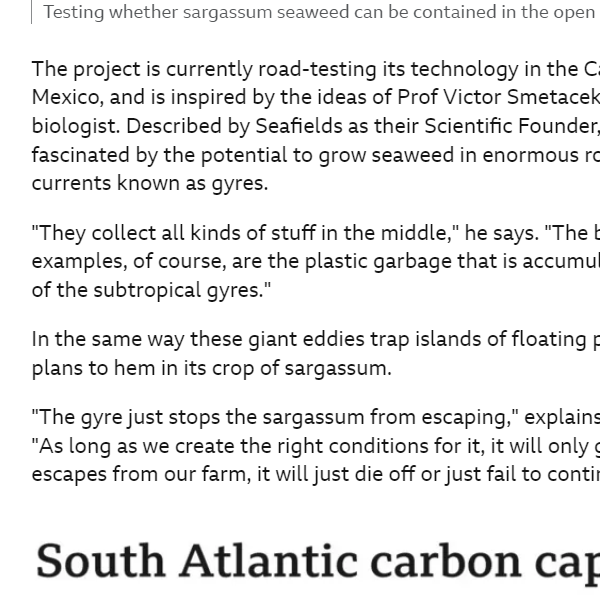 Testing whether sargassum seaweed can be contained in the open
The project is currently road-testing its technology in the
Mexico, and is inspired by the ideas of Prof Victor Smetacek
biologist. Described by Seafields as their Scientific Founder,
fascinated by the potential to grow seaweed in enormous
currents known as gyres.
"They collect all kinds of stuff in the middle," he says. "The
examples, of course, are the plastic garbage that is
of the subtropical gyres."
In the same way these giant eddies trap islands of floating
plans to hem in its crop of sargassum.
"The gyre just stops the sargassum from escaping," explains
"As long as we create the right conditions for it, it will only
escapes from our farm, it will just die off or just fail to
South Atlantic carbon